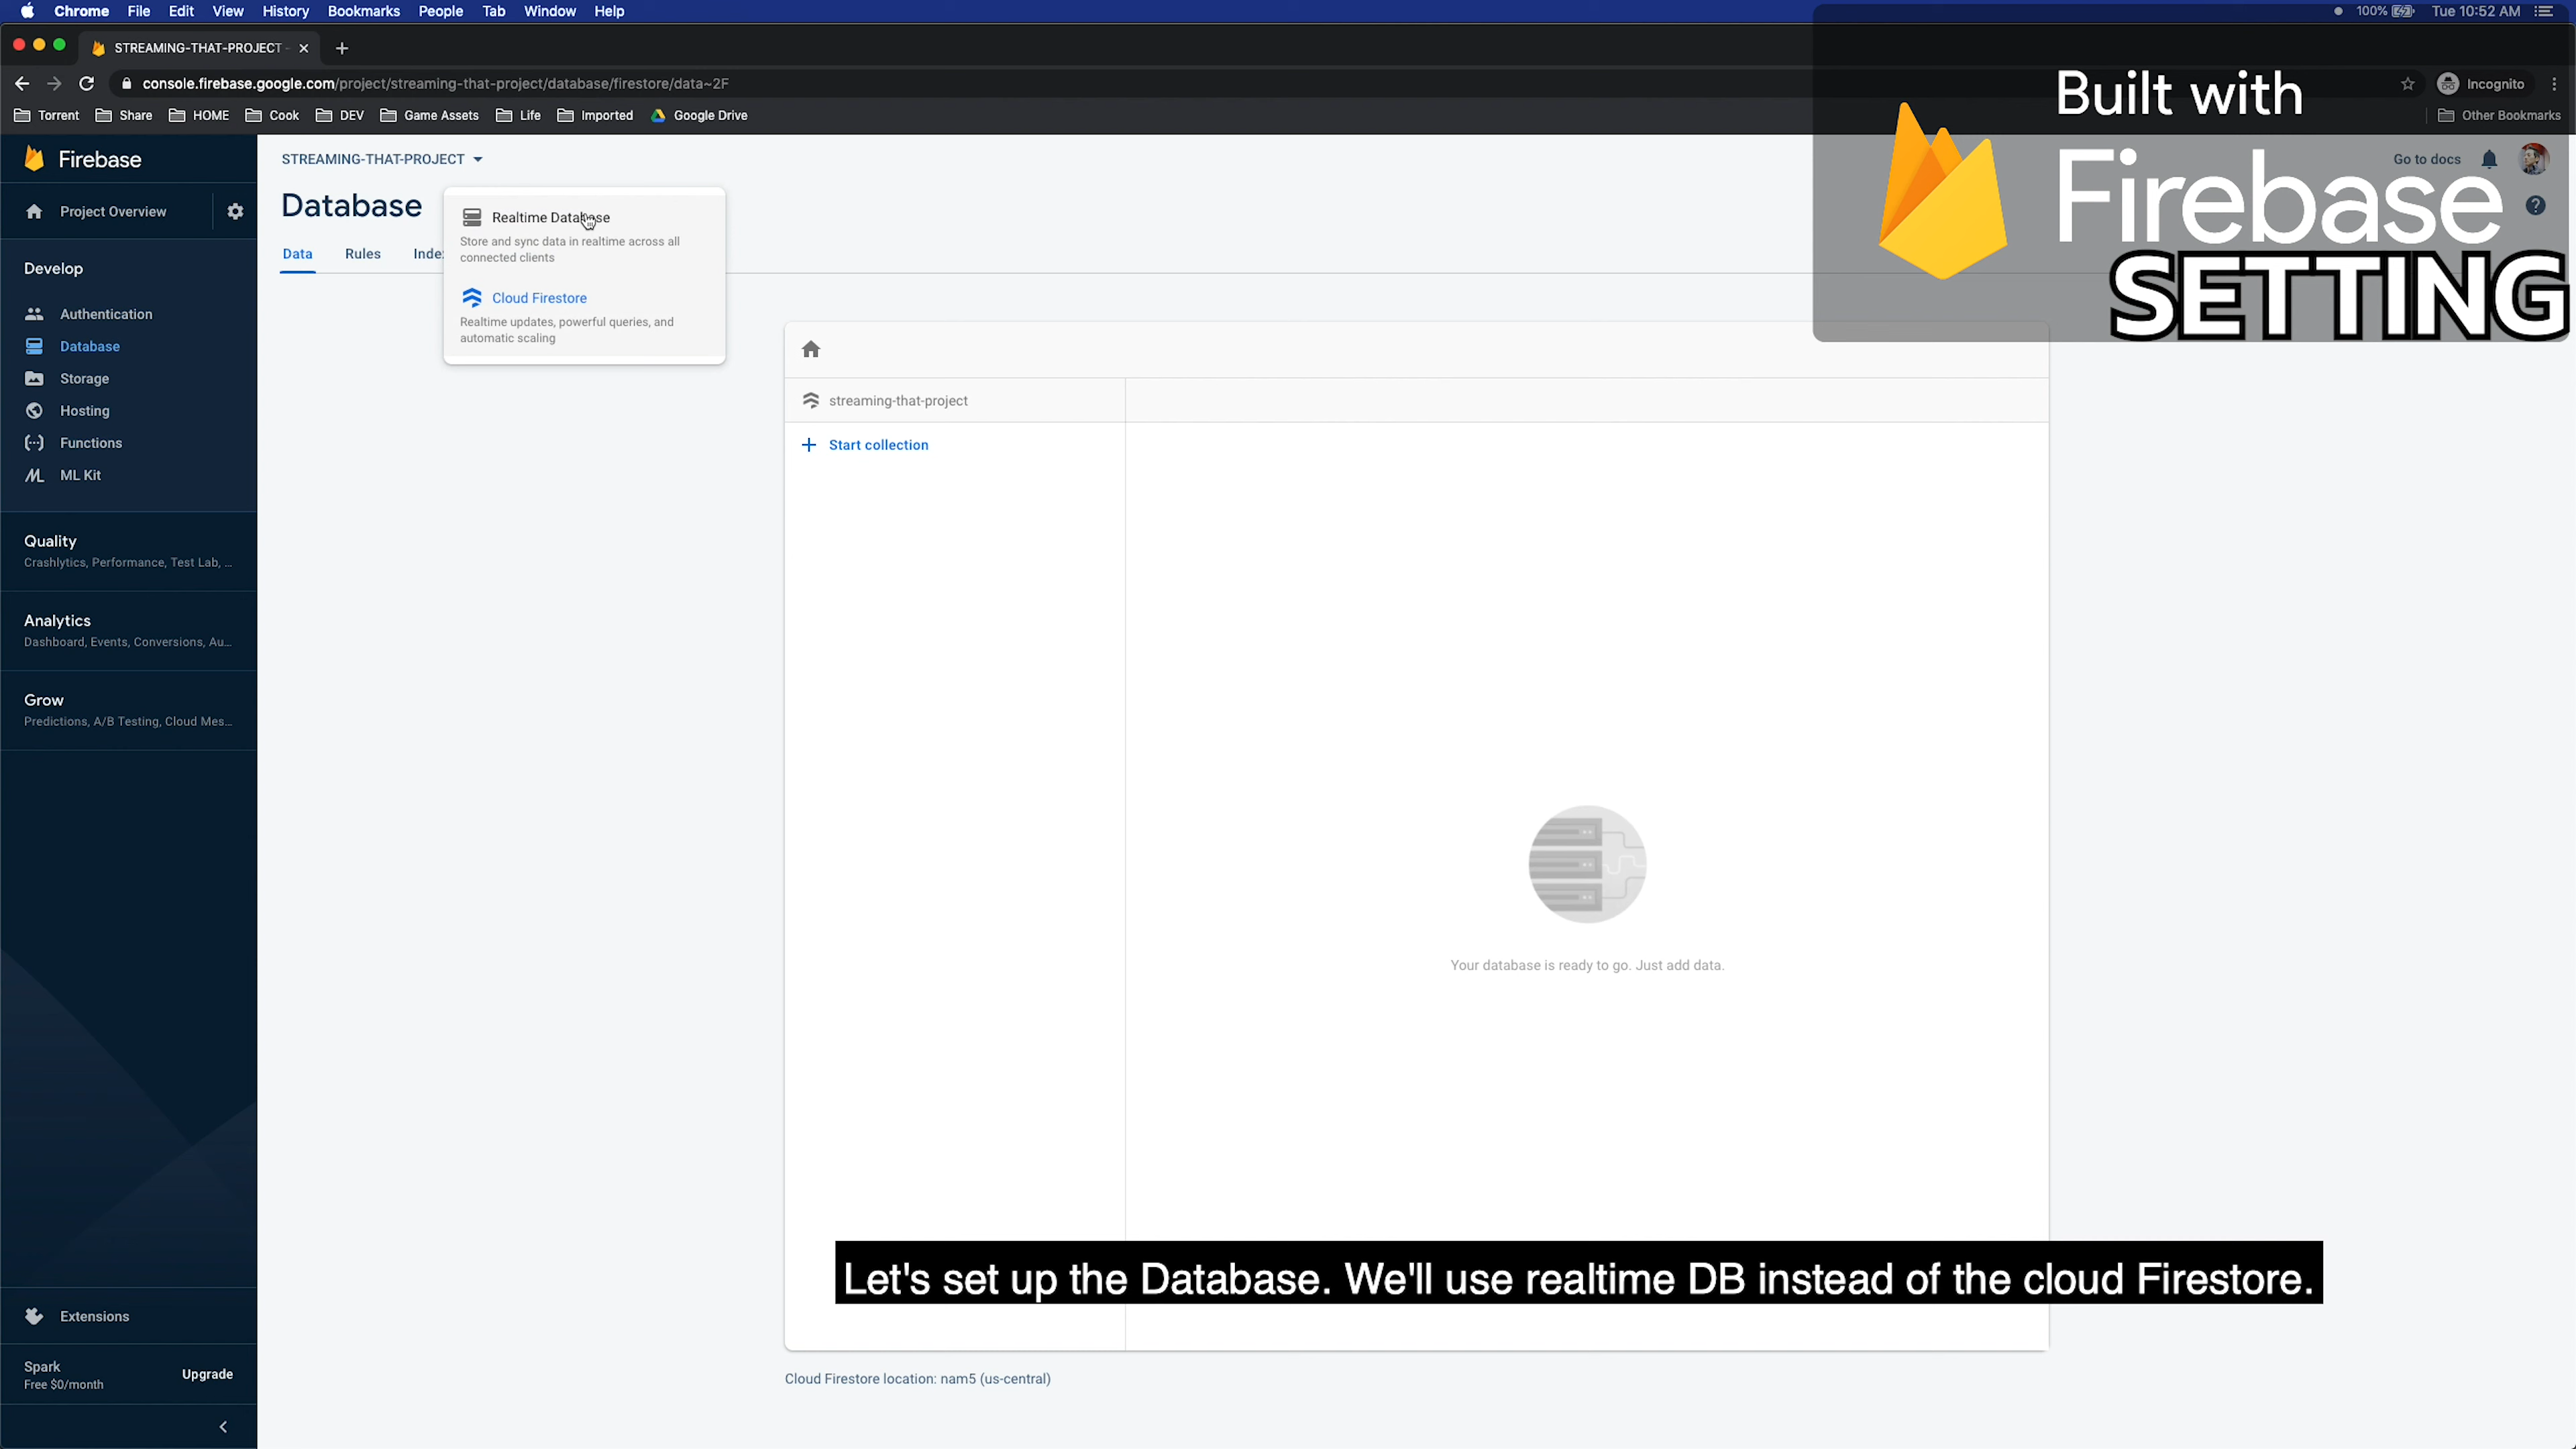 Chrome File Edit View History Bookmarks People Tab Window Help
100% Tue 10:52 AM
STREAMING-THAT-PROJECT -
console.firebase.google.com/project/streaming-that-project/database/firestore/data~2F
Incognito
Torrent Share HOME Cook DEV Game Assets Life Imported Google Drive
Other Bookmarks
Built with
Firebase
SETTING
Firebase
Project Overview
Develop
Authentication
Database
Storage
Hosting
Functions
ML Kit
Quality
Crashlytics, Performance, Test Lab, ...
Analytics
Dashboard, Events, Conversions, Au...
Grow
Predictions, A/B Testing, Cloud Mes...
Extensions
Spark
Free $0/month
Upgrade
STREAMING-THAT-PROJECT
Go to docs
Database
Data Rules Inde
Realtime Database
Store and sync data in realtime across all
connected clients
Cloud Firestore
Realtime updates, powerful queries, and
automatic scaling
streaming-that-project
Start collection
Your database is ready to go. Just add data.
Let's set up the Database. We'll use realtime DB instead of the cloud Firestore.
Cloud Firestore location: nam5 (us-central)